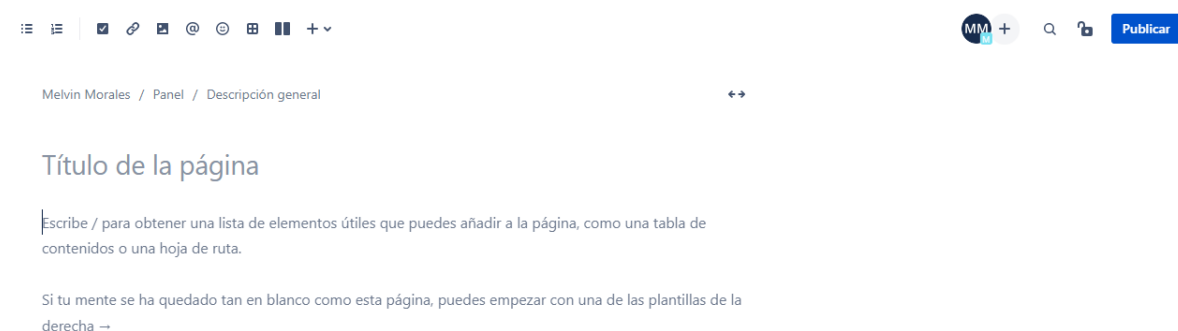 MM
M
Publicar
Melvin Morales / Panel / Descripción general
Título de la página
Escribe / para obtener una lista de elementos útiles que puedes añadir a la página, como una tabla de
contenidos o una hoja de ruta.
Si tu mente se ha quedado tan en blanco como esta página, puedes empezar con una de las plantillas de la
derecha →